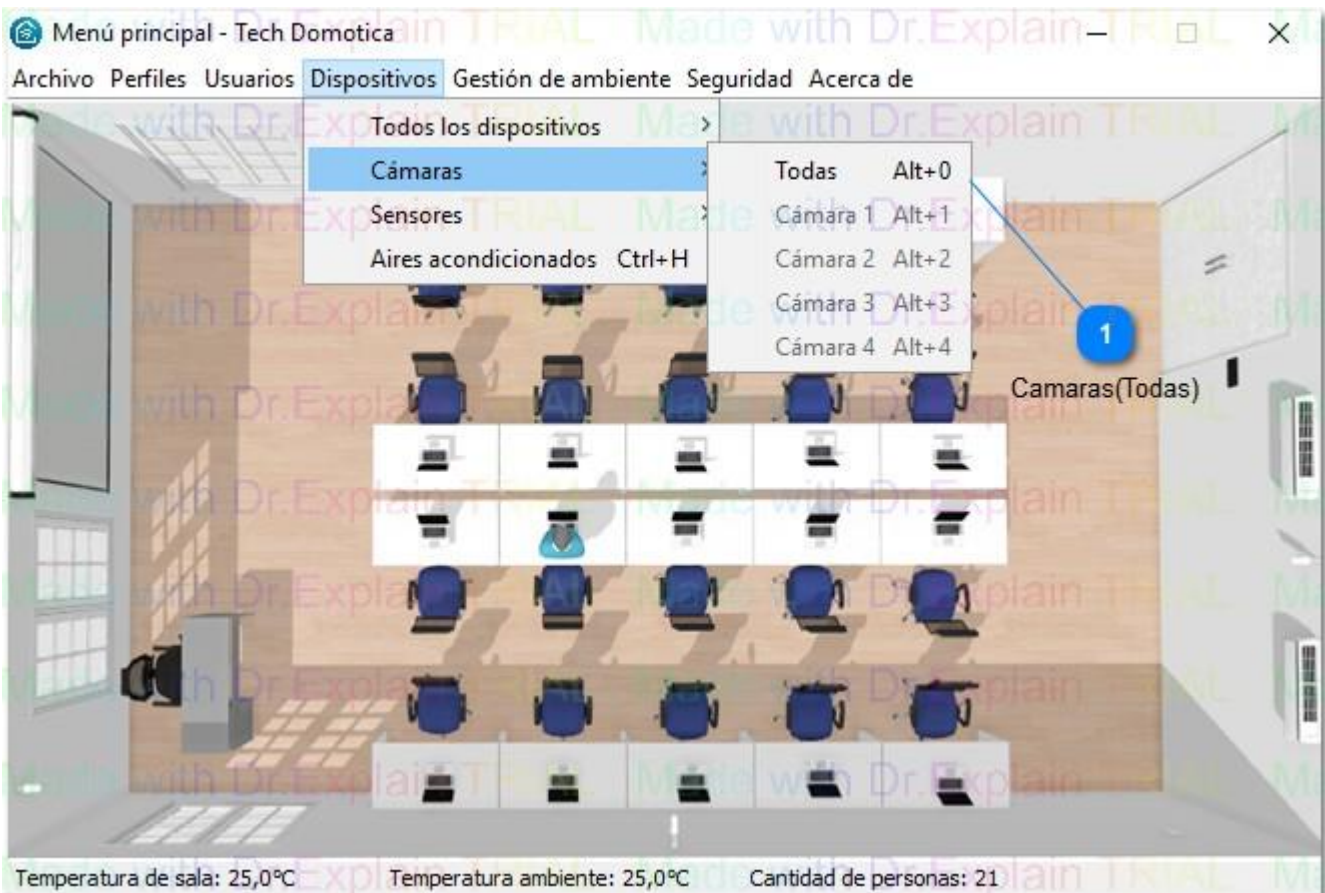 Menú principal - Tech Domotica
Archivo Perfiles Usuarios Dispositivos Gestión de ambiente Seguridad Acerca de
Todos los dispositivos
Cámaras
Sensores
Aires acondicionados Ctrl+H
Todas Alt+0
Cámara 1 Alt+1
Cámara 2 Alt+2
Cámara 3 Alt+3
Cámara 4 Alt+4
1
Camaras(Todas)
Temperatura de sala: 25,0°C Temperatura ambiente: 25,0°C Cantidad de personas: 21
Made with Dr.Explain TRIAL